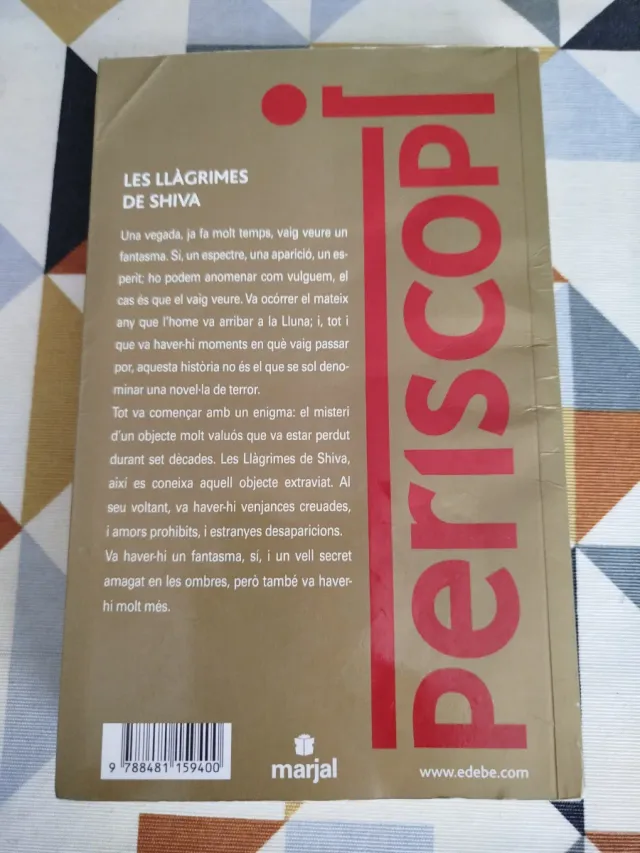 LES LLÀGRIMES
DE SHIVA
Una vegada, ja fa molt temps, vaig veure un
fantasma. Sí, un espectre, una aparició, un es-
perit; ho podem anomenar com vulguem, el
cas és que el vaig veure. Va ocórrer el mateix
any que l'home va arribar a la Lluna; i, tot i
que va haver-hi moments en què vaig passar
por, aquesta història no és el que se sol deno-
minar una novel·la de terror.
Tot va començar amb un enigma: el misteri
d'un objecte molt valuós que va estar perdut
durant set dècades. Les Llàgrimes de Shiva,
així es coneixa aquell objecte extraviat. Al
seu voltant, va haver-hi venjances creuades,
i amors prohibits, i estranyes desaparicions.
Va haver-hi un fantasma, sí, i un vell secret
amagat en les ombres, però també va haver-
hi molt més.
periscopi
9 788481 159400
marjal
www.edebe.com